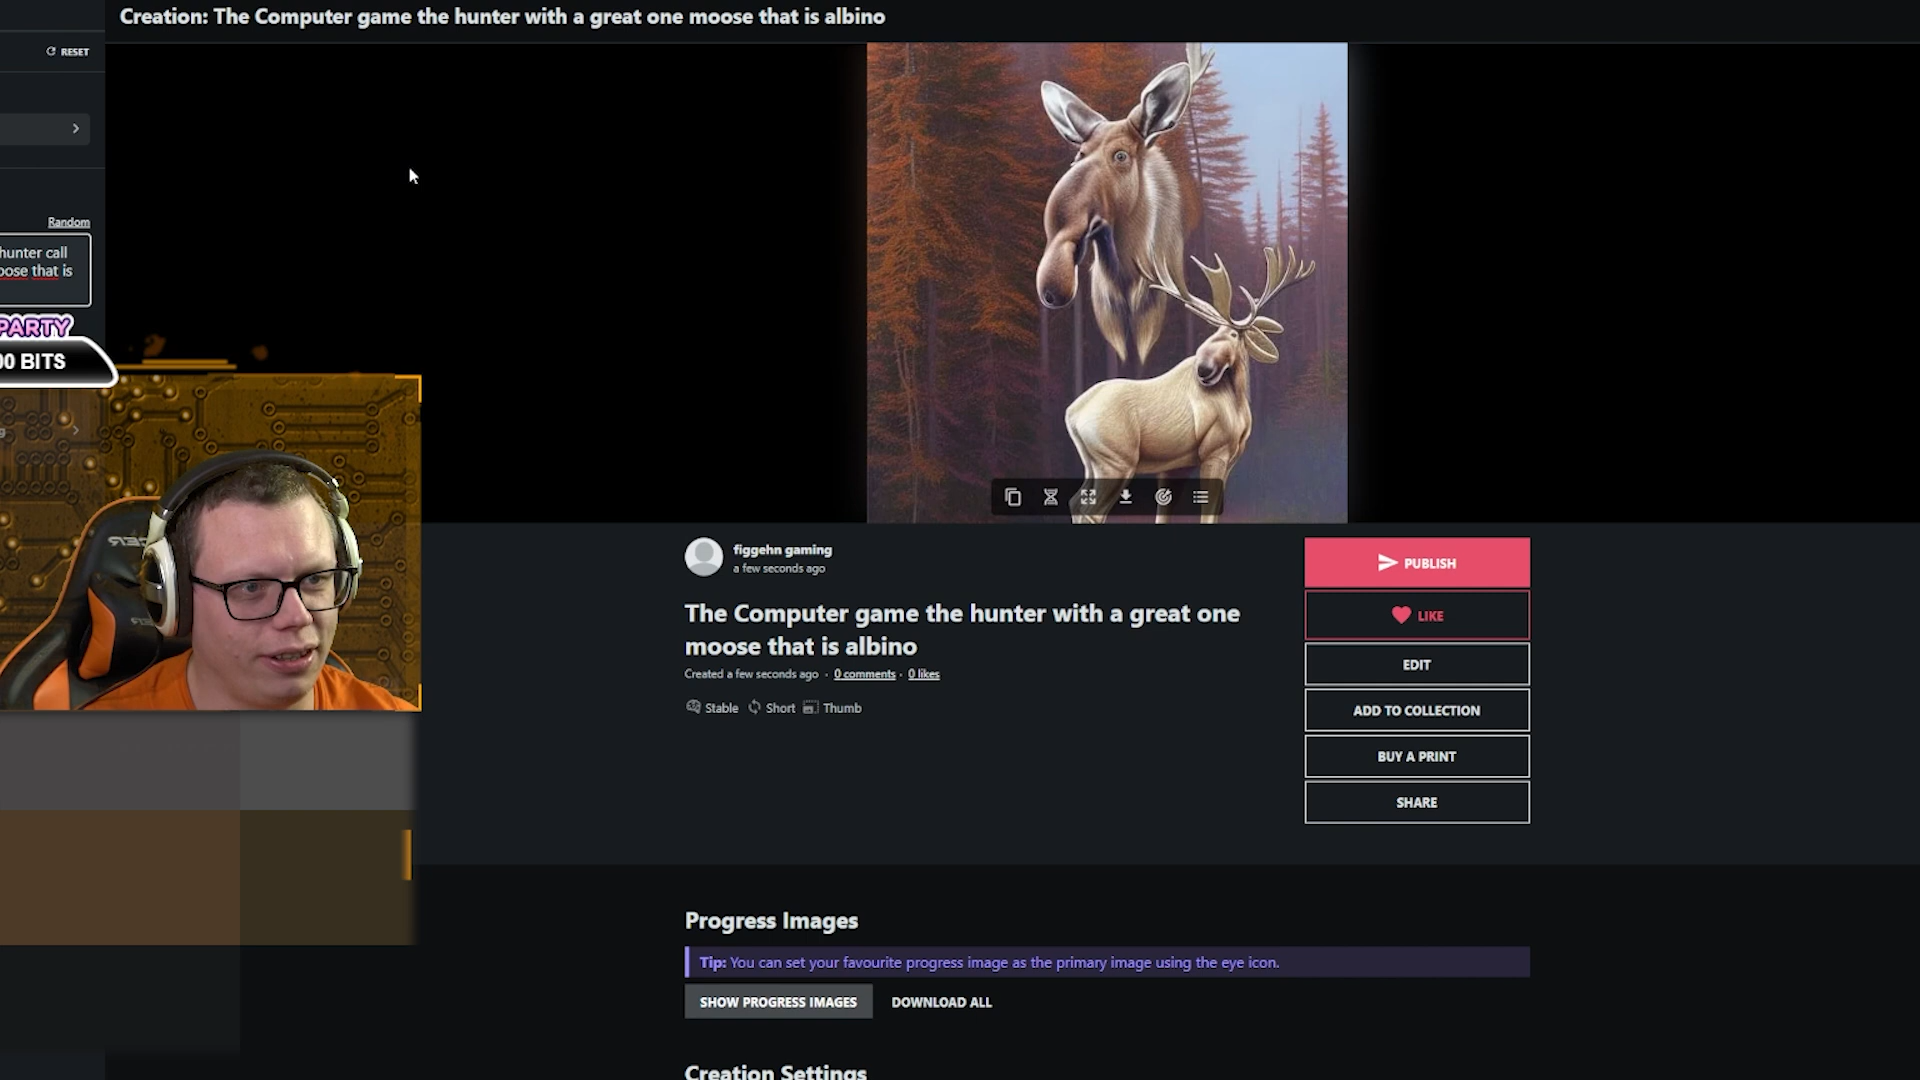 Creation: The Computer game the hunter with a great one moose that is albino
RESET
Random
hunter call
oose that is
PARTY
00 BITS
figgehn gaming
a few seconds ago
The Computer game the hunter with a great one
moose that is albino
Created a few seconds ago · 0 comments · 0 likes
Stable Short Thumb
PUBLISH
LIKE
EDIT
ADD TO COLLECTION
BUY A PRINT
SHARE
Progress Images
Tip: You can set your favourite progress image as the primary image using the eye icon.
SHOW PROGRESS IMAGES DOWNLOAD ALL
Creation Settings